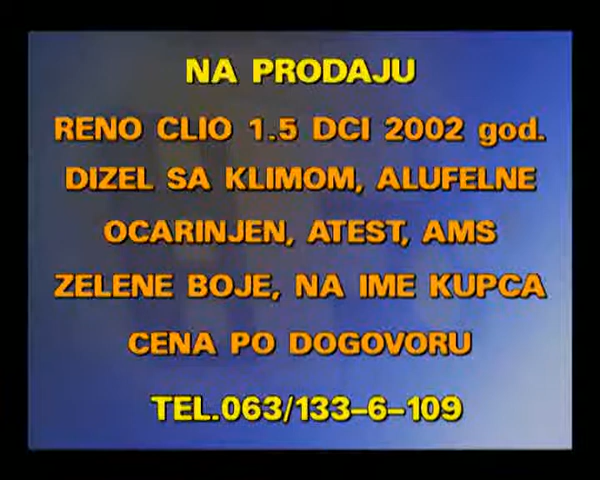 NA PRODAJU
RENO CLIO 1.5 DCI 2002 god.
DIZEL SA KLIMOM, ALUFELNE
OCARINJEN, ATEST, AMS
ZELENE BOJE, NA IME KUPCA
CENA PO DOGOVORU
TEL.063/133-6-109